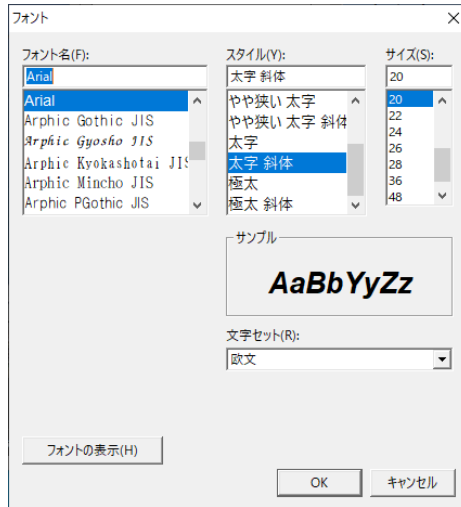 フォント
フォント名(F):
Arial
Arial
Arphic Gothic JIS
Arphic Gyosho JIS
Arphic Kyokashotai JIS
Arphic Mincho JIS
Arphic PGothic JIS
スタイル(Y):
太字 斜体
やや狭い 太字
やや狭い 太字 斜体
太字
太字 斜体
極太
極太 斜体
サイズ(S):
20
20
22
24
26
28
36
48
サンプル
AaBbYyZz
文字セット(R):
欧文
フォントの表示(H)
OK
キャンセル